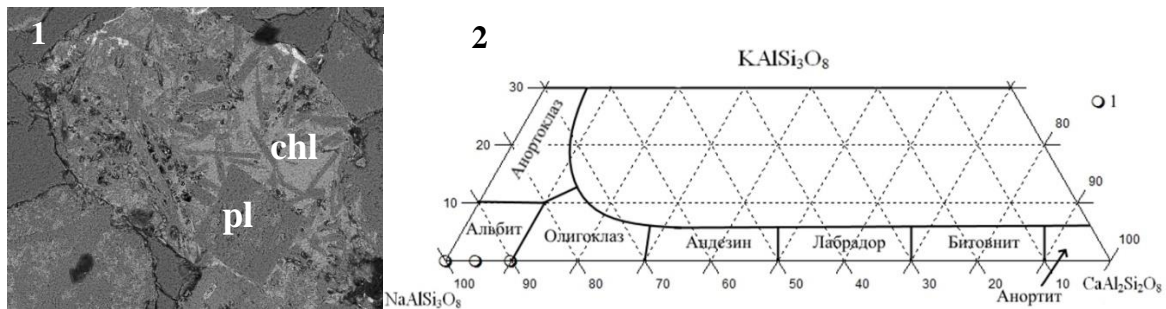 1
chl
pl
2
KAlSi₃O₈
30
20
10
Анортоклаз
80
90
100
1
Альбит
Олигоклаз
Андезин
Лабрадор
Битовнит
Анортит
100
90
80
70
60
50
40
30
20
10
NaAlSi₃O₈
CaAl₂Si₂O₈